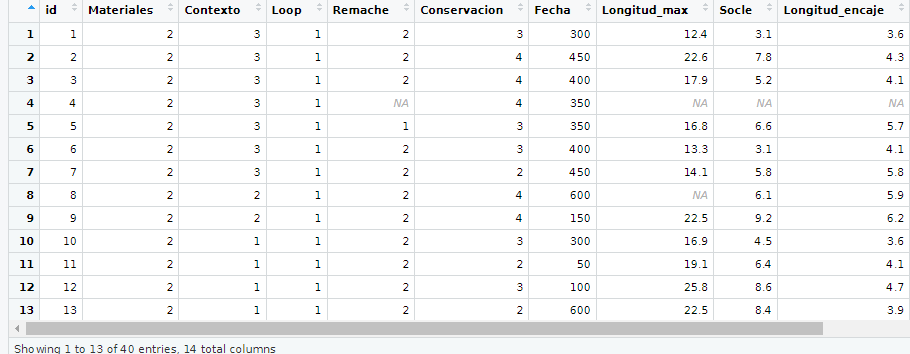 id Materiales Contexto Loop Remache Conservacion Fecha Longitud_max Socle Longitud_encaje
1 1 2 3 1 2 3 300 12.4 3.1 3.6
2 2 2 3 1 2 4 450 22.6 7.8 4.3
3 3 2 3 1 2 4 400 17.9 5.2 4.1
4 4 2 3 1 NA 4 350 NA NA NA
5 5 2 3 1 1 3 350 16.8 6.6 5.7
6 6 2 3 1 2 3 400 13.3 3.1 4.1
7 7 2 3 1 2 2 450 14.1 5.8 5.8
8 8 2 2 1 2 4 600 NA 6.1 5.9
9 9 2 2 1 2 4 150 22.5 9.2 6.2
10 10 2 1 1 2 3 300 16.9 4.5 3.6
11 11 2 1 1 2 2 50 19.1 6.4 4.1
12 12 2 1 1 2 3 100 25.8 8.6 4.7
13 13 2 1 1 2 2 600 22.5 8.4 3.9
Showing 1 to 13 of 40 entries, 14 total columns